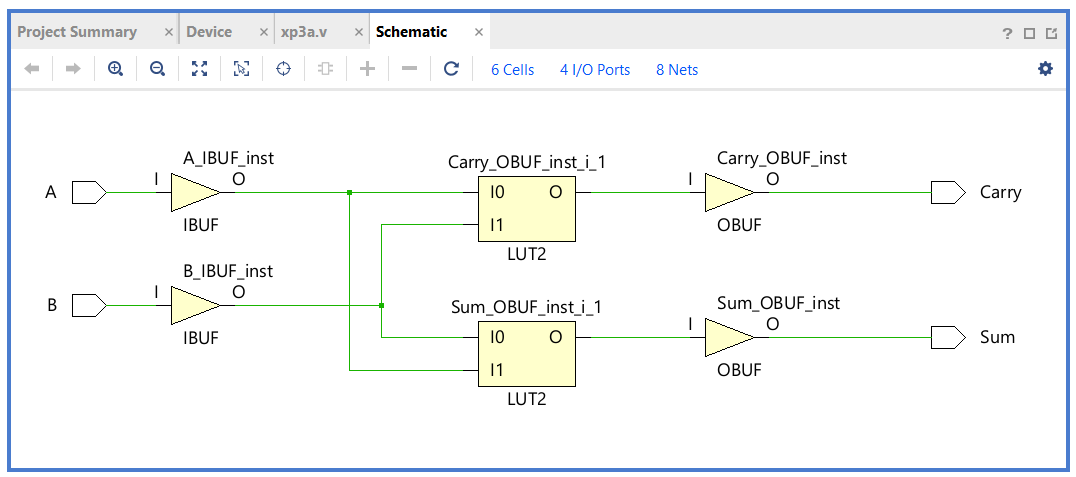 Project Summary × Device × xp3a.v × Schematic × ? 
6 Cells 4 I/O Ports 8 Nets
A_IBUF_inst Carry_OBUF_inst_i_1 Carry_OBUF_inst
A I O I0 O I O Carry
IBUF I1 OBUF
LUT2
B_IBUF_inst
B I O
IBUF
Sum_OBUF_inst_i_1 Sum_OBUF_inst
I0 O I O Sum
I1 OBUF
LUT2